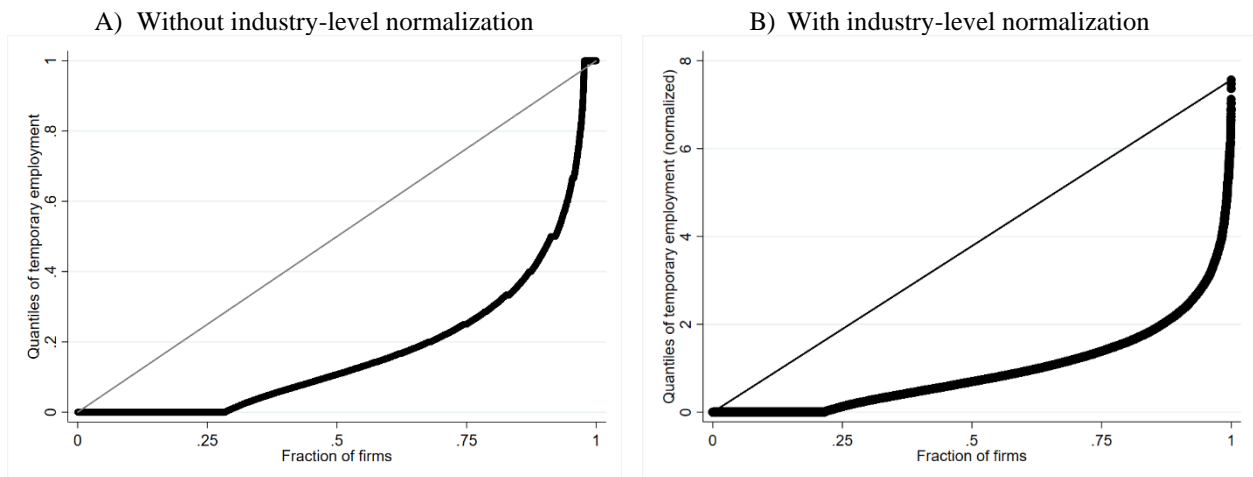 A) Without industry-level normalization
Quantiles of temporary employment
1
.8
.6
.4
.2
0
0 .25 .5 .75 1
Fraction of firms
B) With industry-level normalization
Quantiles of temporary employment (normalized)
8
6
4
2
0
0 .25 .5 .75 1
Fraction of firms